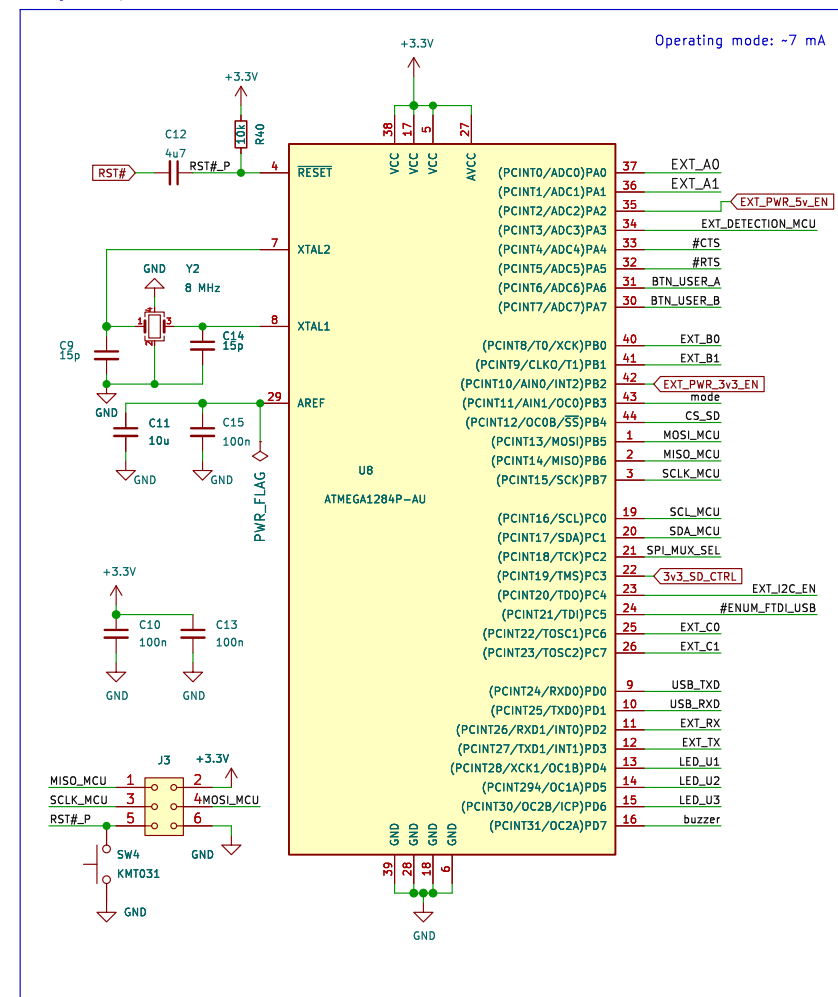 Operating mode: ~7 mA
+3.3V
+3.3V
C12
4u7
10k
R40
RST#
RST#_P
4
RESET
38
17
5
27
VCC
VCC
VCC
AVCC
(PCINT0/ADC0)PA0 37 EXT_A0
(PCINT1/ADC1)PA1 36 EXT_A1
(PCINT2/ADC2)PA2 35 EXT_PWR_5v_EN
(PCINT3/ADC3)PA3 34 EXT_DETECTION_MCU
(PCINT4/ADC4)PA4 33 #CTS
(PCINT5/ADC5)PA5 32 #RTS
(PCINT6/ADC6)PA6 31 BTN_USER_A
(PCINT7/ADC7)PA7 30 BTN_USER_B
7
XTAL2
GND
Y2
8 MHz
4
1
3
2
8
XTAL1
C9
15p
C14
15p
GND
29
AREF
C11
10u
C15
100n
GND
GND
PWR_FLAG
(PCINT8/T0/XCK)PB0 40 EXT_B0
(PCINT9/CLKO/T1)PB1 41 EXT_B1
(PCINT10/AIN0/INT2)PB2 42 EXT_PWR_3v3_EN
(PCINT11/AIN1/OC0)PB3 43 mode
(PCINT12/OC0B/SS)PB4 44 CS_SD
(PCINT13/MOSI)PB5 1 MOSI_MCU
(PCINT14/MISO)PB6 2 MISO_MCU
(PCINT15/SCK)PB7 3 SCLK_MCU
U8
ATMEGA1284P-AU
(PCINT16/SCL)PC0 19 SCL_MCU
(PCINT17/SDA)PC1 20 SDA_MCU
(PCINT18/TCK)PC2 21 SPI_MUX_SEL
(PCINT19/TMS)PC3 22 3v3_SD_CTRL
(PCINT20/TDO)PC4 23 EXT_I2C_EN
(PCINT21/TDI)PC5 24 #ENUM_FTDI_USB
(PCINT22/TOSC1)PC6 25 EXT_C0
(PCINT23/TOSC2)PC7 26 EXT_C1
+3.3V
C10
100n
C13
100n
GND
GND
(PCINT24/RXD0)PD0 9 USB_TXD
(PCINT25/TXD0)PD1 10 USB_RXD
(PCINT26/RXD1/INT0)PD2 11 EXT_RX
(PCINT27/TXD1/INT1)PD3 12 EXT_TX
(PCINT28/XCK1/OC1B)PD4 13 LED_U1
(PCINT294/OC1A)PD5 14 LED_U2
(PCINT30/OC2B/ICP)PD6 15 LED_U3
(PCINT31/OC2A)PD7 16 buzzer
J3
+3.3V
MISO_MCU 1 2
SCLK_MCU 3 4 MOSI_MCU
RST#_P 5 6
GND
SW4
KMT031
GND
GND
GND
GND
GND
39
28
18
6
GND